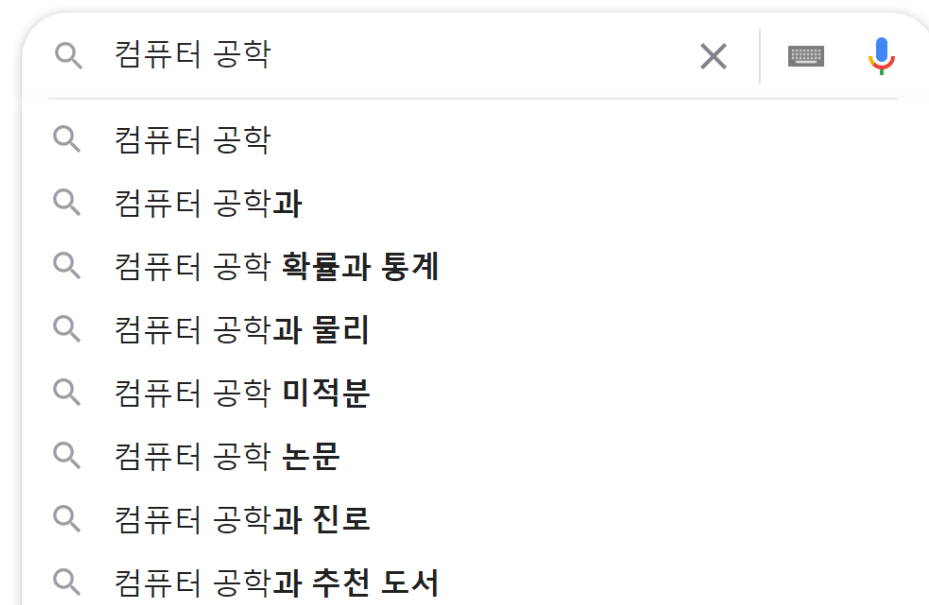 컴퓨터 공학
컴퓨터 공학
컴퓨터 공학과
컴퓨터 공학 확률과 통계
컴퓨터 공학과 물리
컴퓨터 공학 미적분
컴퓨터 공학 논문
컴퓨터 공학과 진로
컴퓨터 공학과 추천 도서